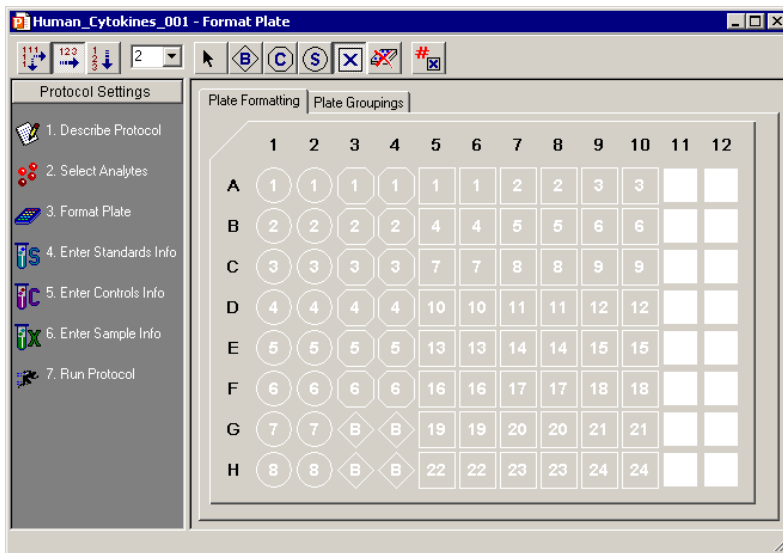 Human_Cytokines_001 - Format Plate
111 123 1 2 3 2 B C S X # X
Protocol Settings
1. Describe Protocol
2. Select Analytes
3. Format Plate
4. Enter Standards Info
5. Enter Controls Info
6. Enter Sample Info
7. Run Protocol
Plate Formatting Plate Groupings
1 2 3 4 5 6 7 8 9 10 11 12
A 1 1 1 1 1 1 2 2 3 3
B 2 2 2 2 4 4 5 5 6 6
C 3 3 3 3 7 7 8 8 9 9
D 4 4 4 4 10 10 11 11 12 12
E 5 5 5 5 13 13 14 14 15 15
F 6 6 6 6 16 16 17 17 18 18
G 7 7 B B 19 19 20 20 21 21
H 8 8 B B 22 22 23 23 24 24